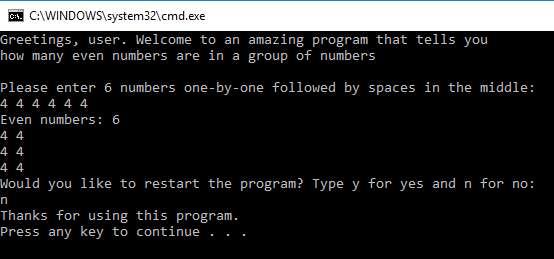 C:\WINDOWS\system32\cmd.exe
Greetings, user. Welcome to an amazing program that tells you
how many even numbers are in a group of numbers
Please enter 6 numbers one-by-one followed by spaces in the middle:
4 4 4 4 4 4
Even numbers: 6
4 4
4 4
4 4
Would you like to restart the program? Type y for yes and n for no:
n
Thanks for using this program.
Press any key to continue . . .